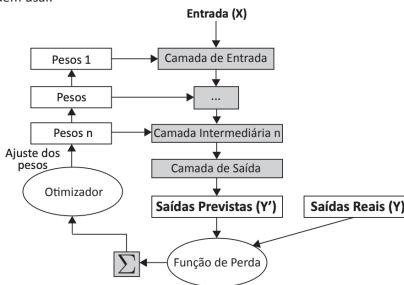 Entrada (X)
Pesos 1
Camada de Entrada
Pesos
...
Pesos n
Camada Intermediária n
Ajuste dos
pesos
Camada de Saída
Otimizador
Saídas Previstas (Y')
Saídas Reais (Y)
Σ
Função de Perda